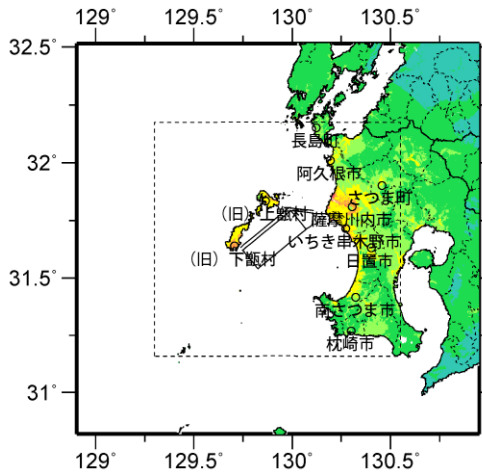 129° 129.5° 130° 130.5°
32.5°
32°
31.5°
31°
長島町
阿久根市
さつま町
(旧)上甑村
薩摩川内市
いちき串木野市
(旧)下甑村
日置市
南さつま市
枕崎市
129° 129.5° 130° 130.5°